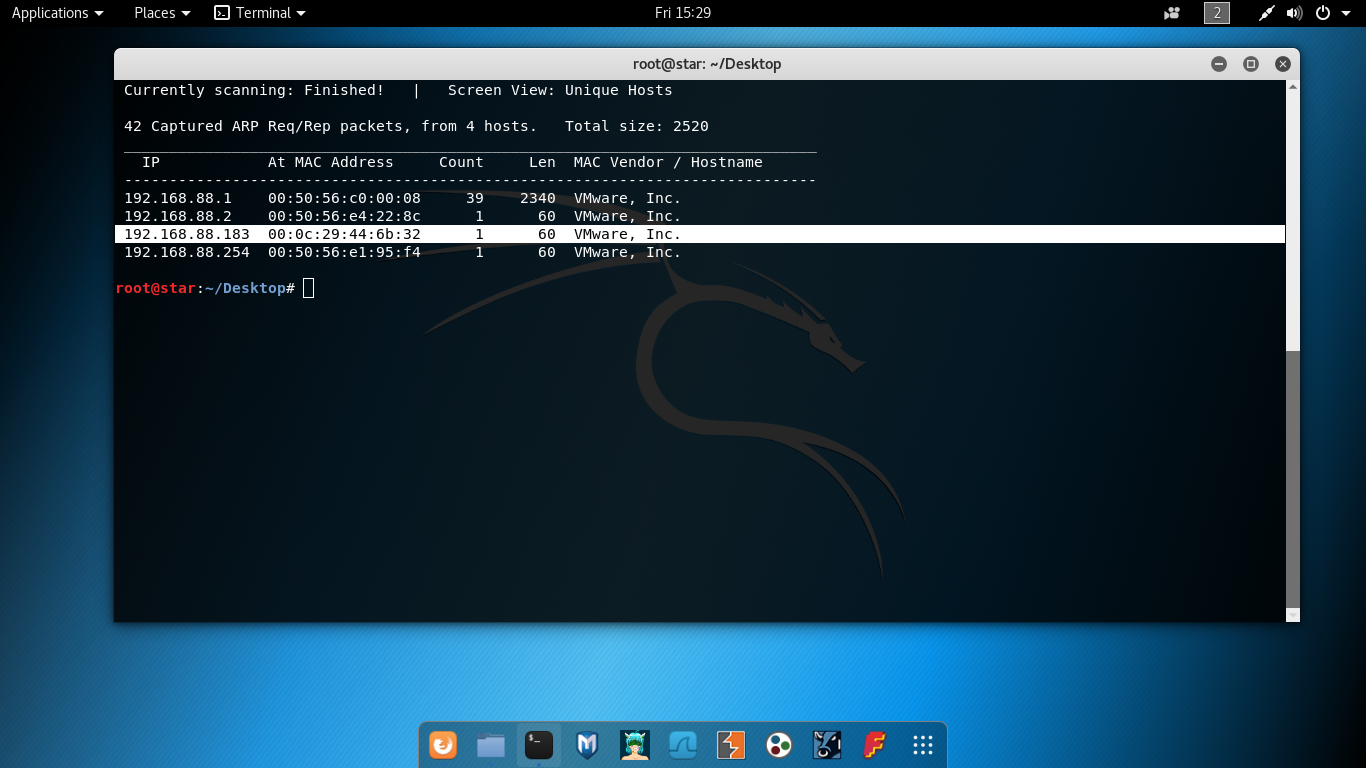 Applications Places Terminal Fri 15:29 2
root@star: ~/Desktop
Currently scanning: Finished!   |   Screen View: Unique Hosts
42 Captured ARP Req/Rep packets, from 4 hosts.   Total size: 2520
_____________________________________________________________________________
  IP            At MAC Address     Count     Len  MAC Vendor / Hostname
-----------------------------------------------------------------------------
192.168.88.1    00:50:56:c0:00:08     39    2340  VMware, Inc.
192.168.88.2    00:50:56:e4:22:8c      1      60  VMware, Inc.
192.168.88.183  00:0c:29:44:6b:32      1      60  VMware, Inc.
192.168.88.254  00:50:56:e1:95:f4      1      60  VMware, Inc.
root@star:~/Desktop#
$_